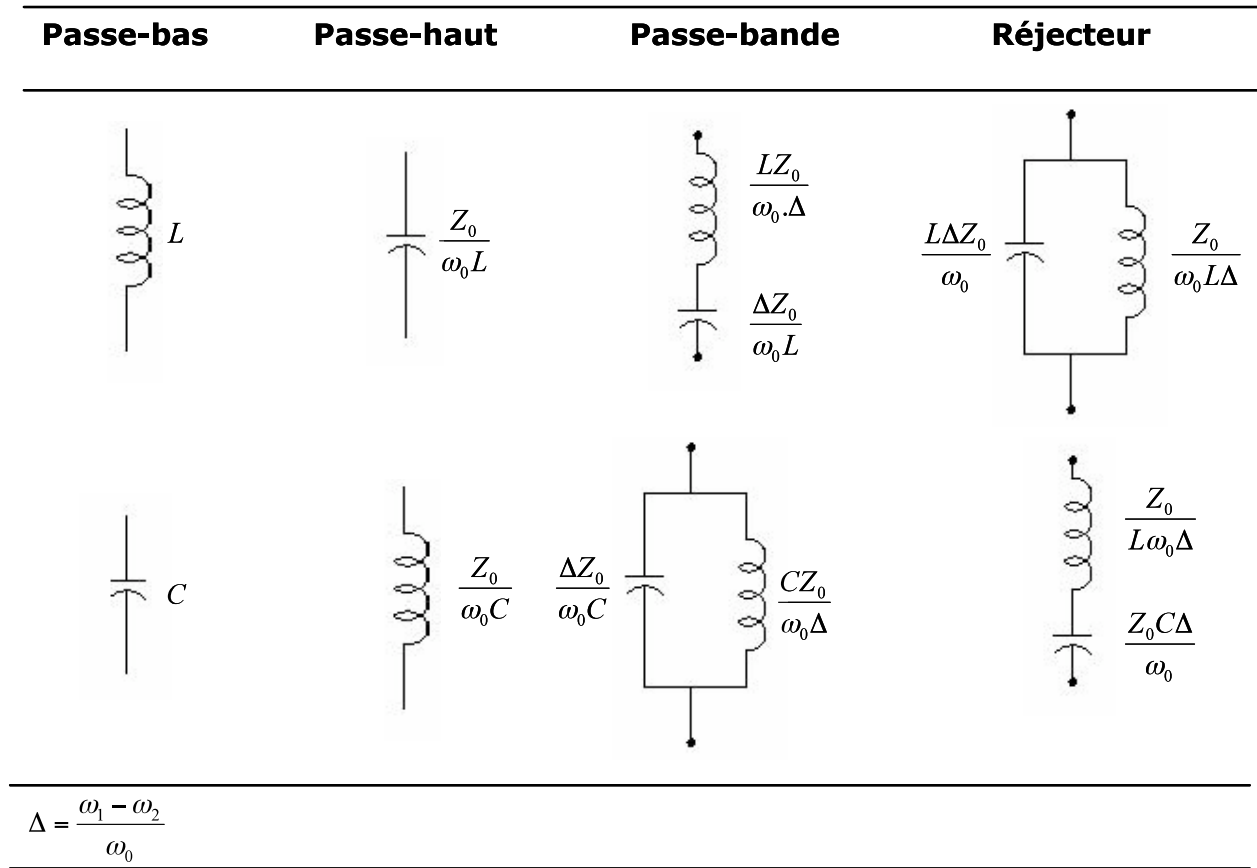 Passe-bas Passe-haut Passe-bande Réjecteur
L
Z₀/(ω₀L)
LZ₀/(ω₀.Δ)
ΔZ₀/(ω₀L)
LΔZ₀/ω₀
Z₀/(ω₀LΔ)
C
Z₀/(ω₀C)
ΔZ₀/(ω₀C)
CZ₀/(ω₀Δ)
Z₀/(Lω₀Δ)
Z₀CΔ/ω₀
Δ = (ω₁ − ω₂)/ω₀